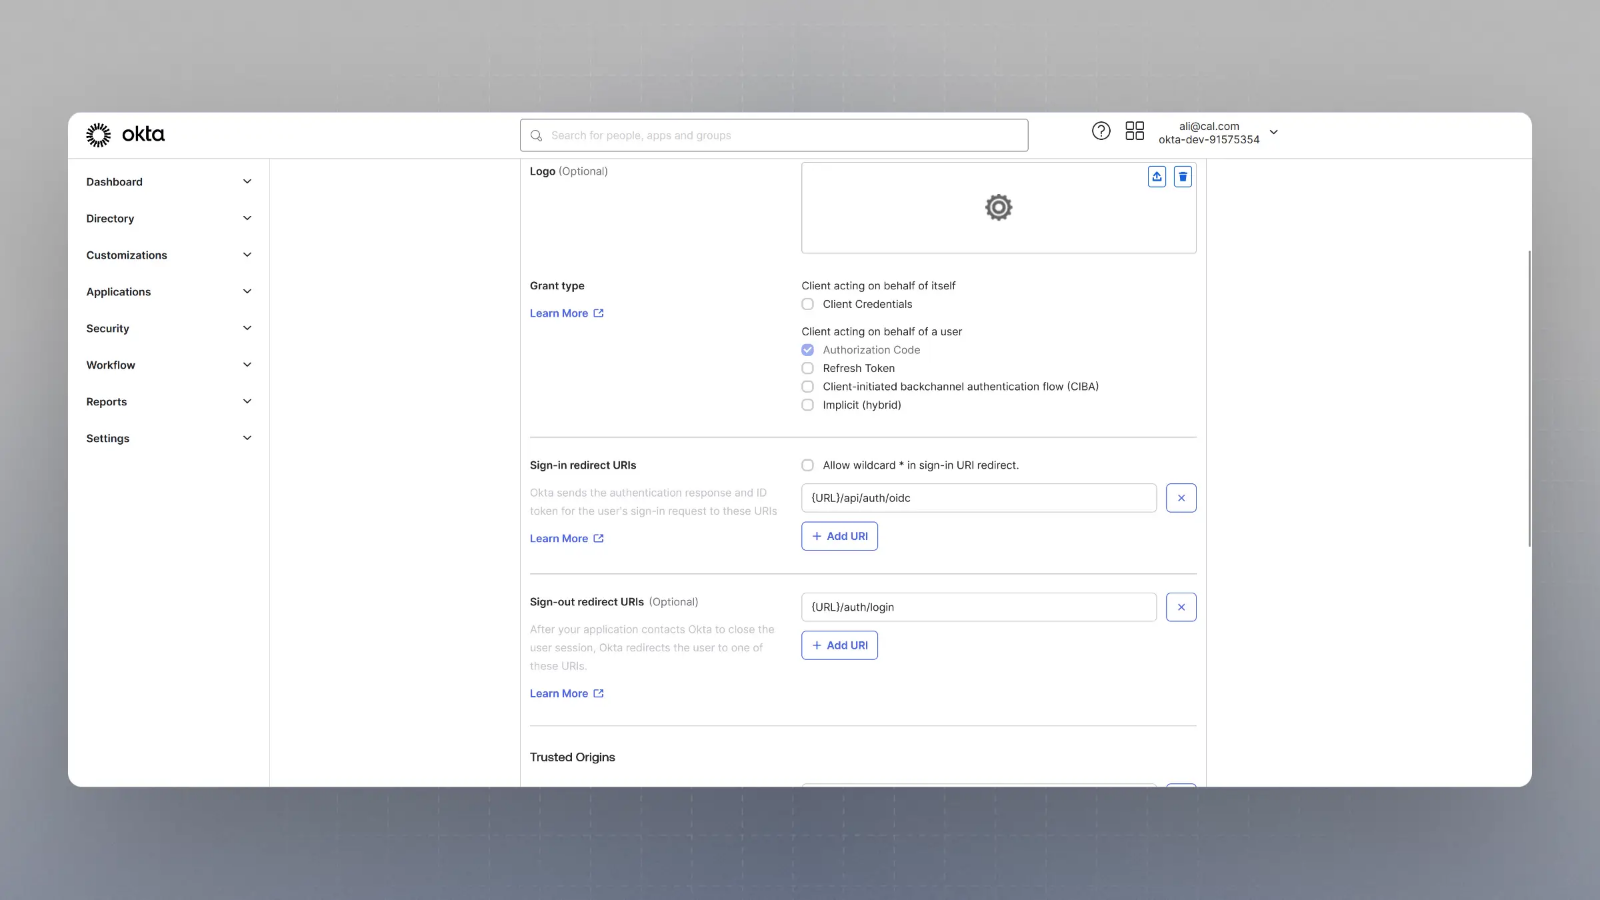 okta
Search for people, apps and groups
ali@cal.com
okta-dev-91575354
Dashboard
Directory
Customizations
Applications
Security
Workflow
Reports
Settings
Logo (Optional)
Grant type
Learn More
Client acting on behalf of itself
Client Credentials
Client acting on behalf of a user
Authorization Code
Refresh Token
Client-initiated backchannel authentication flow (CIBA)
Implicit (hybrid)
Sign-in redirect URIs
Okta sends the authentication response and ID
token for the user's sign-in request to these URIs
Learn More
Allow wildcard * in sign-in URI redirect.
{URL}/api/auth/oidc
+ Add URI
Sign-out redirect URIs (Optional)
After your application contacts Okta to close the
user session, Okta redirects the user to one of
these URIs.
Learn More
{URL}/auth/login
+ Add URI
Trusted Origins